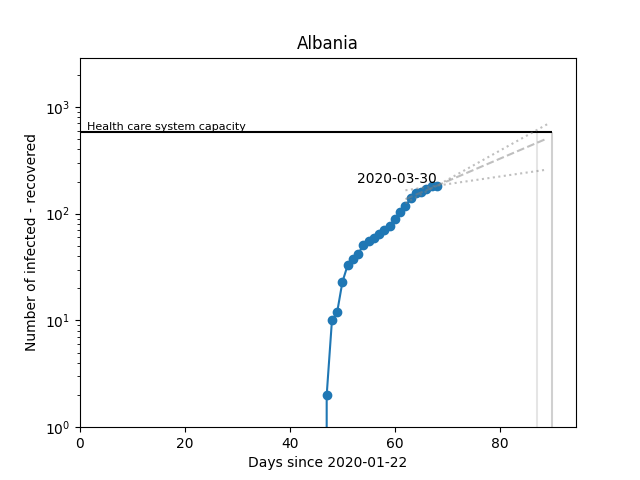 Albania
Number of infected - recovered
10³
10²
10¹
10⁰
Health care system capacity
2020-03-30
0 20 40 60 80
Days since 2020-01-22